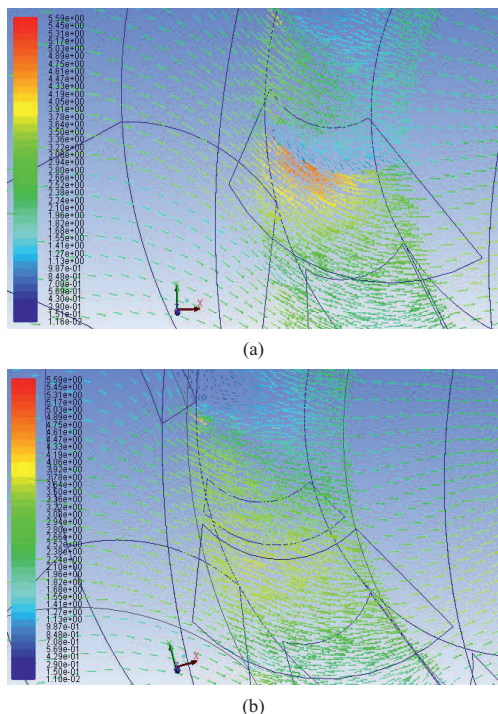 5.59e+00
5.45e+00
5.31e+00
5.17e+00
5.03e+00
4.89e+00
4.75e+00
4.61e+00
4.47e+00
4.33e+00
4.19e+00
4.05e+00
3.91e+00
3.78e+00
3.64e+00
3.50e+00
3.36e+00
3.22e+00
3.08e+00
2.94e+00
2.80e+00
2.66e+00
2.52e+00
2.38e+00
2.24e+00
2.10e+00
1.96e+00
1.82e+00
1.68e+00
1.55e+00
1.41e+00
1.27e+00
1.13e+00
9.87e-01
8.48e-01
7.09e-01
5.69e-01
4.30e-01
2.90e-01
1.51e-01
1.16e-02
Y
X
(a)
5.59e+00
5.45e+00
5.31e+00
5.17e+00
5.03e+00
4.89e+00
4.75e+00
4.61e+00
4.47e+00
4.33e+00
4.19e+00
4.06e+00
3.92e+00
3.78e+00
3.64e+00
3.50e+00
3.36e+00
3.22e+00
3.08e+00
2.94e+00
2.80e+00
2.66e+00
2.52e+00
2.38e+00
2.24e+00
2.10e+00
1.96e+00
1.82e+00
1.68e+00
1.55e+00
1.41e+00
1.27e+00
1.13e+00
9.87e-01
8.48e-01
7.08e-01
5.69e-01
4.29e-01
2.90e-01
1.50e-01
1.10e-02
Y
X
(b)